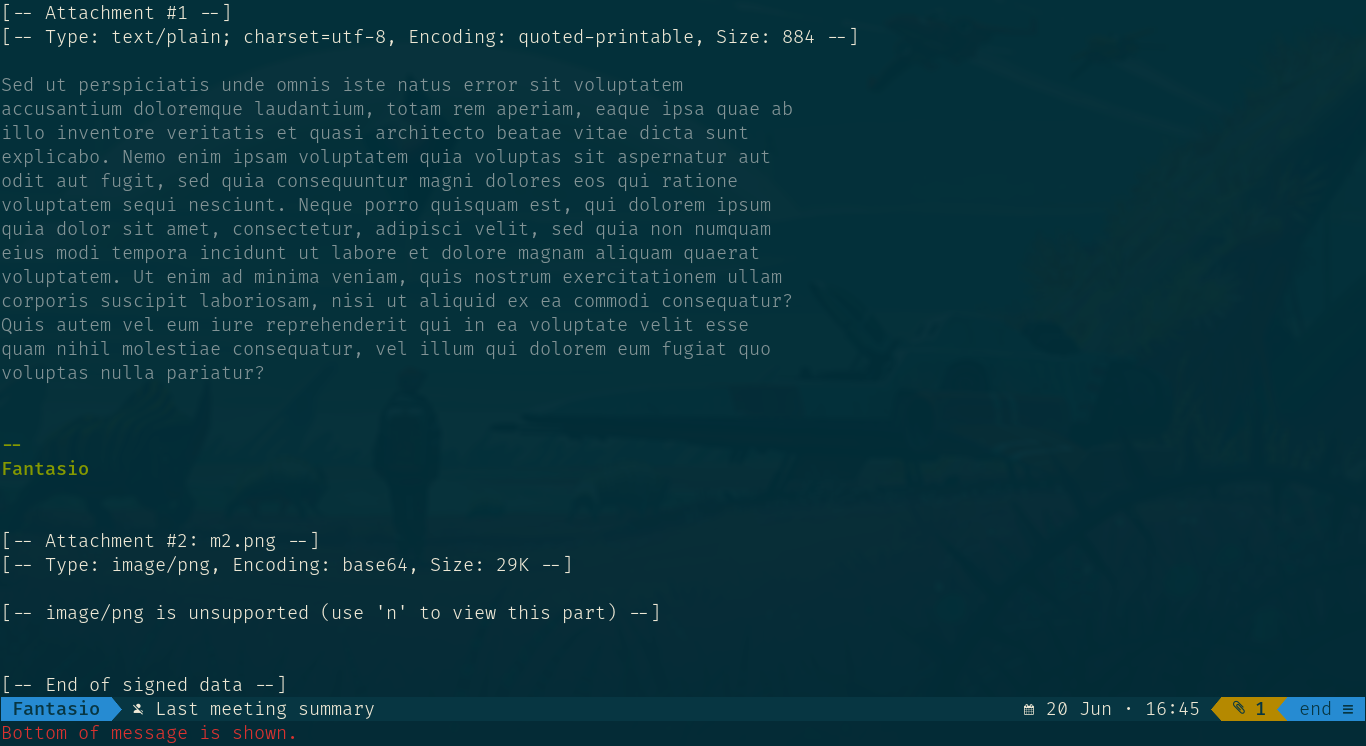 [-- Attachment #1 --]
[-- Type: text/plain; charset=utf-8, Encoding: quoted-printable, Size: 884 --]
Sed ut perspiciatis unde omnis iste natus error sit voluptatem
accusantium doloremque laudantium, totam rem aperiam, eaque ipsa quae ab
illo inventore veritatis et quasi architecto beatae vitae dicta sunt
explicabo. Nemo enim ipsam voluptatem quia voluptas sit aspernatur aut
odit aut fugit, sed quia consequuntur magni dolores eos qui ratione
voluptatem sequi nesciunt. Neque porro quisquam est, qui dolorem ipsum
quia dolor sit amet, consectetur, adipisci velit, sed quia non numquam
eius modi tempora incidunt ut labore et dolore magnam aliquam quaerat
voluptatem. Ut enim ad minima veniam, quis nostrum exercitationem ullam
corporis suscipit laboriosam, nisi ut aliquid ex ea commodi consequatur?
Quis autem vel eum iure reprehenderit qui in ea voluptate velit esse
quam nihil molestiae consequatur, vel illum qui dolorem eum fugiat quo
voluptas nulla pariatur?
--
Fantasio
[-- Attachment #2: m2.png --]
[-- Type: image/png, Encoding: base64, Size: 29K --]
[-- image/png is unsupported (use 'n' to view this part) --]
[-- End of signed data --]
Fantasio Last meeting summary 20 Jun · 16:45 1 end ≡
Bottom of message is shown.